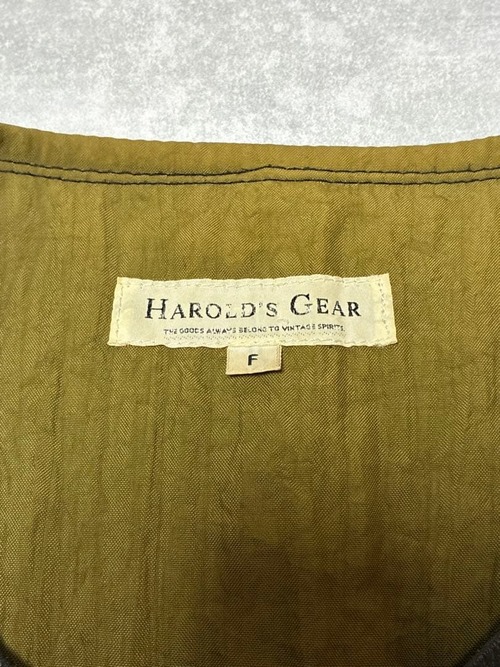 HAROLD'S GEAR
THE GOODS ALWAYS BELONG TO VINTAGE SPIRITS
F